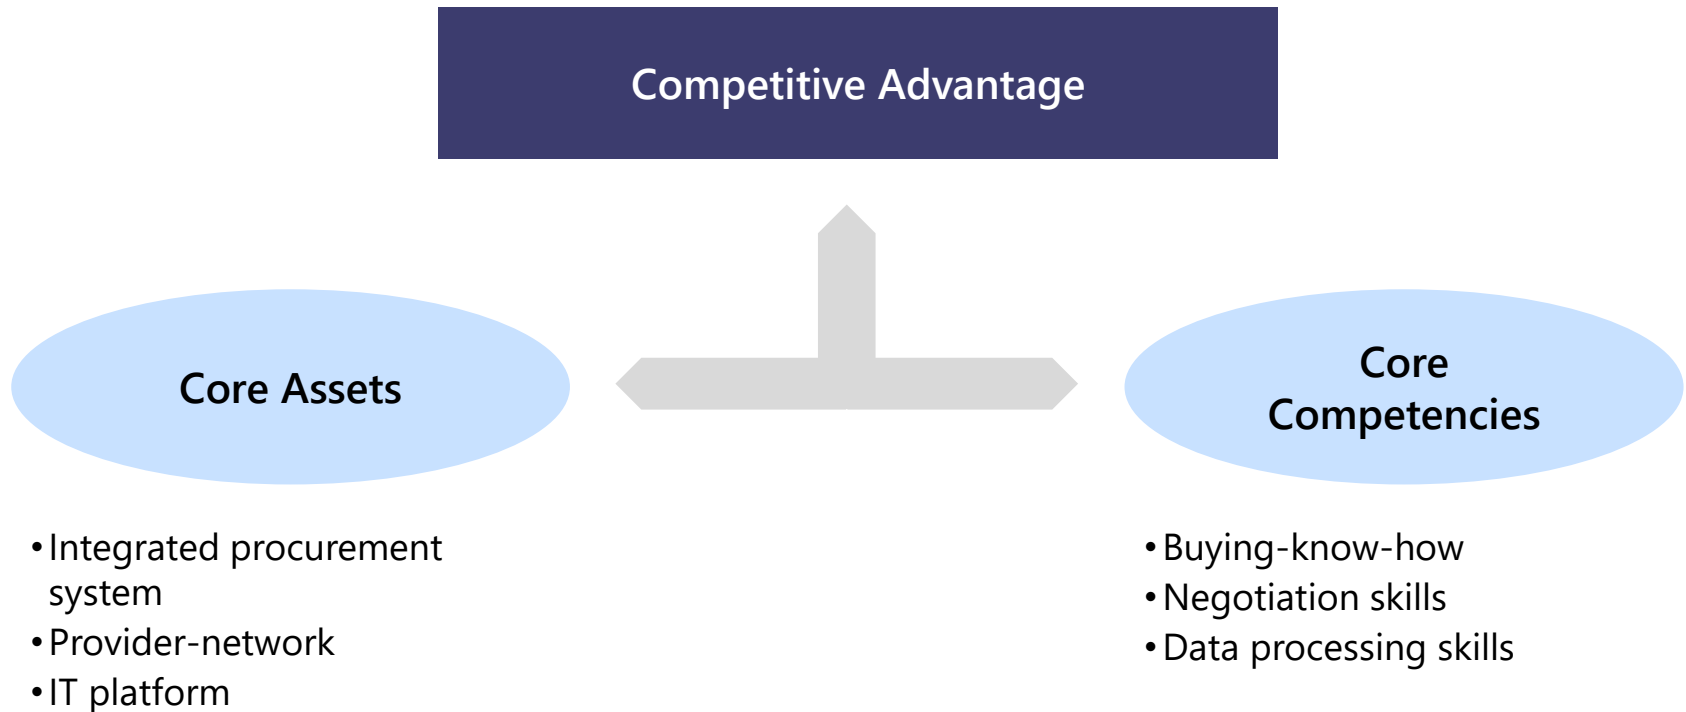 Competitive Advantage
Core Assets
Core
Competencies
•Integrated procurement
system
•Provider-network
•IT platform
•Buying-know-how
•Negotiation skills
•Data processing skills